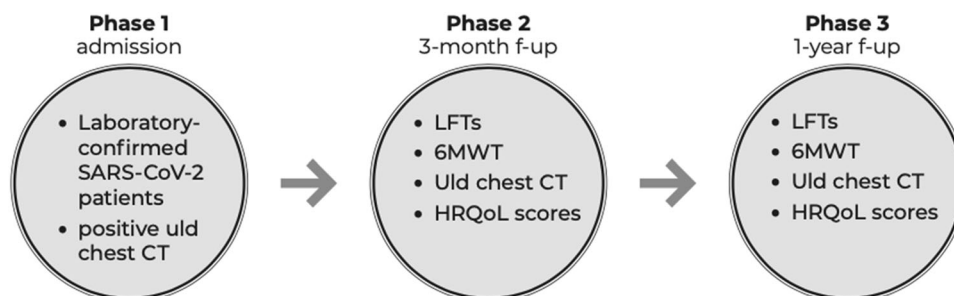 Phase 1
admission
• Laboratory-
confirmed
SARS-CoV-2
patients
• positive uld
chest CT
Phase 2
3-month f-up
• LFTs
• 6MWT
• Uld chest CT
• HRQoL scores
Phase 3
1-year f-up
• LFTs
• 6MWT
• Uld chest CT
• HRQoL scores